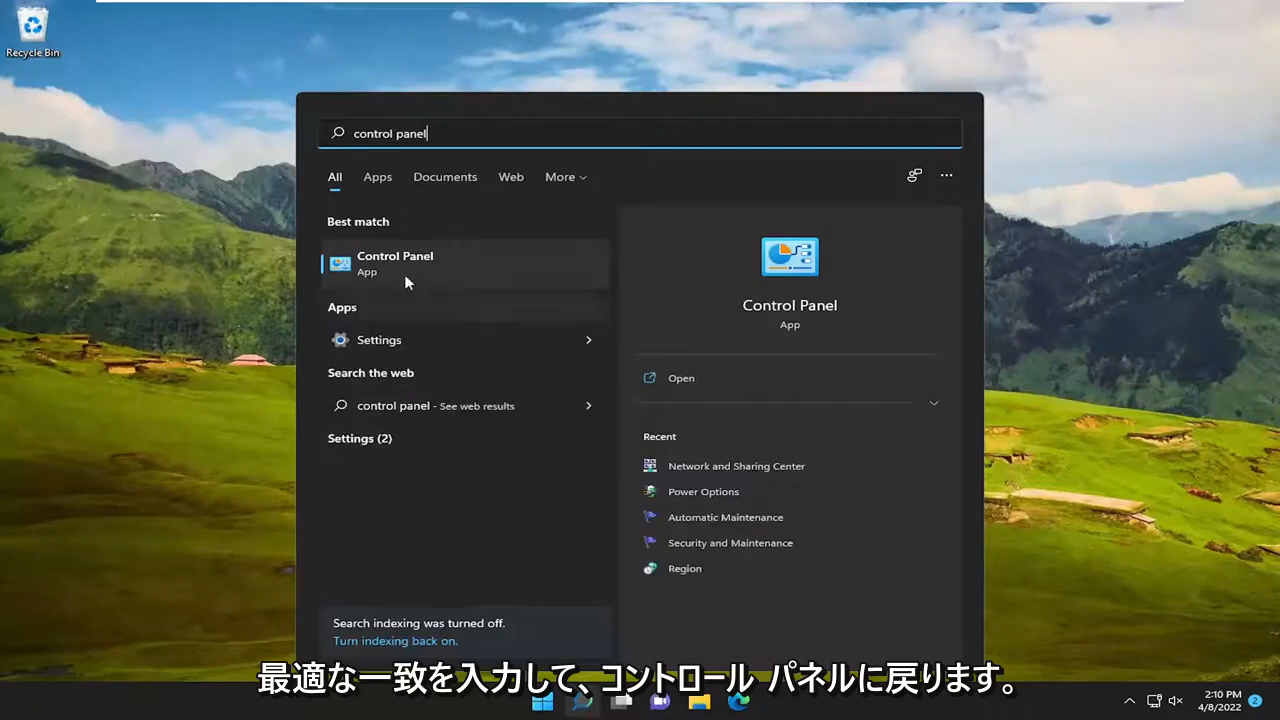 Recycle Bin
control panel
All Apps Documents Web More
Best match
Control Panel
App
Apps
Settings
Search the web
control panel - See web results
Settings (2)
Search indexing was turned off.
Turn indexing back on.
Control Panel
App
Open
Recent
Network and Sharing Center
Power Options
Automatic Maintenance
Security and Maintenance
Region
最適な一致を入力して、コントロール パネルに戻ります。
2:10 PM
4/8/2022
2